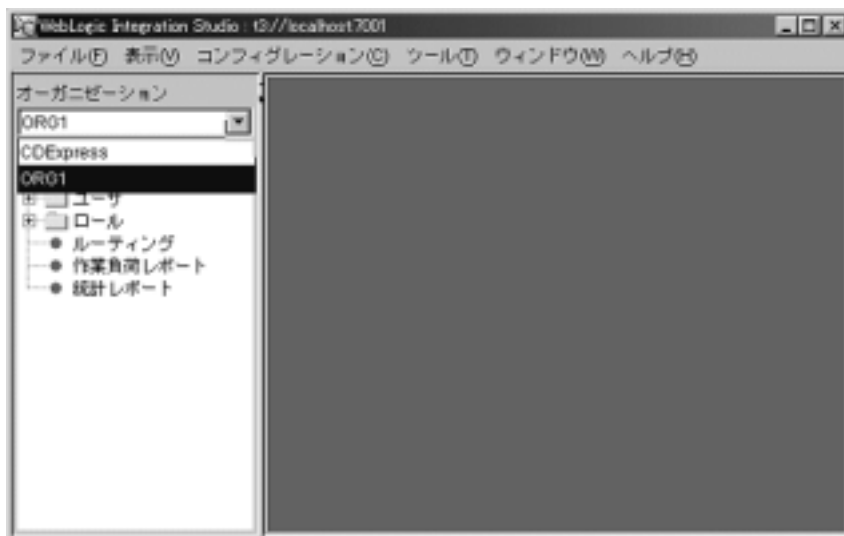 WebLogic Integration Studio : t3://localhost:7001
ファイル(F) 表示(V) コンフィグレーション(C) ツール(T) ウィンドウ(W) ヘルプ(H)
オーガニゼーション
ORG1
CDExpress
ORG1
ユーザ
ロール
ルーティング
作業負荷レポート
統計レポート